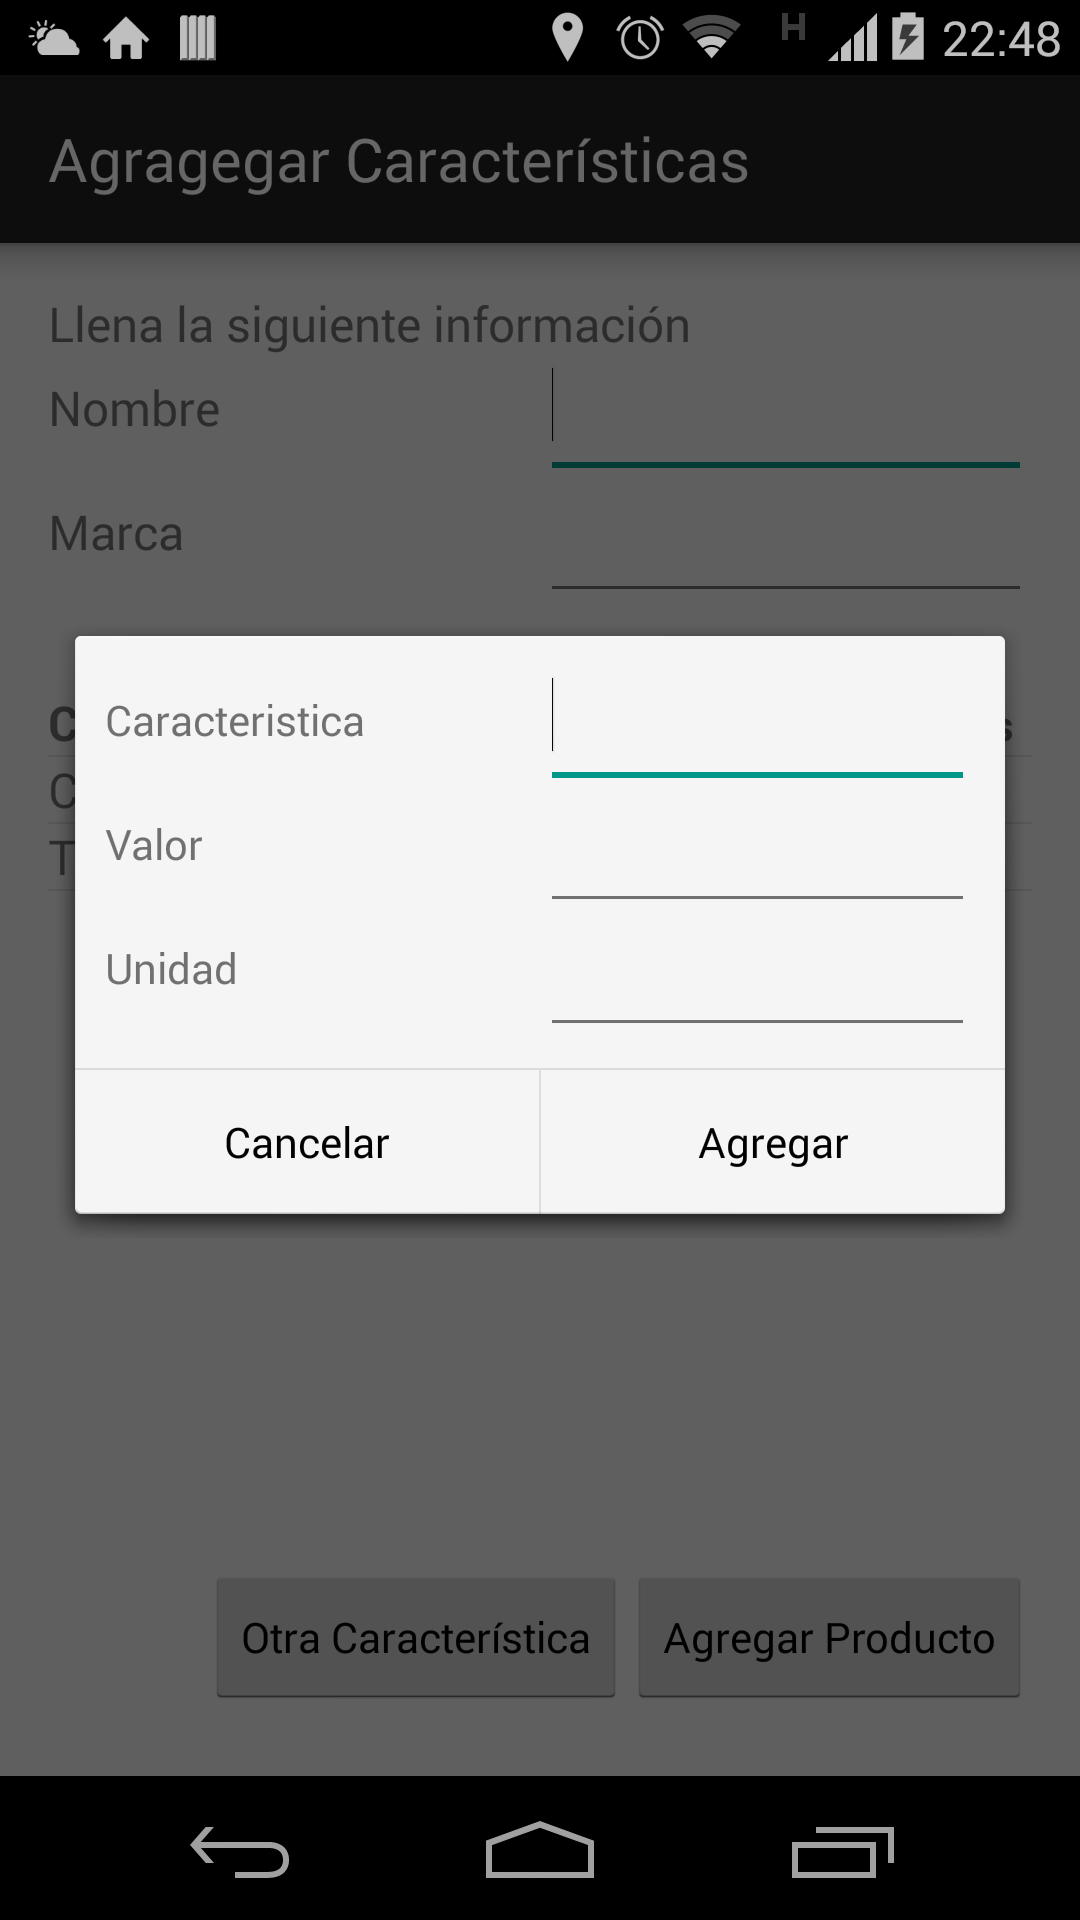 H 22:48
Agragegar Características
Llena la siguiente información
Nombre
Marca
Caracteristica
Valor
Unidad
Cancelar Agregar
Otra Característica Agregar Producto